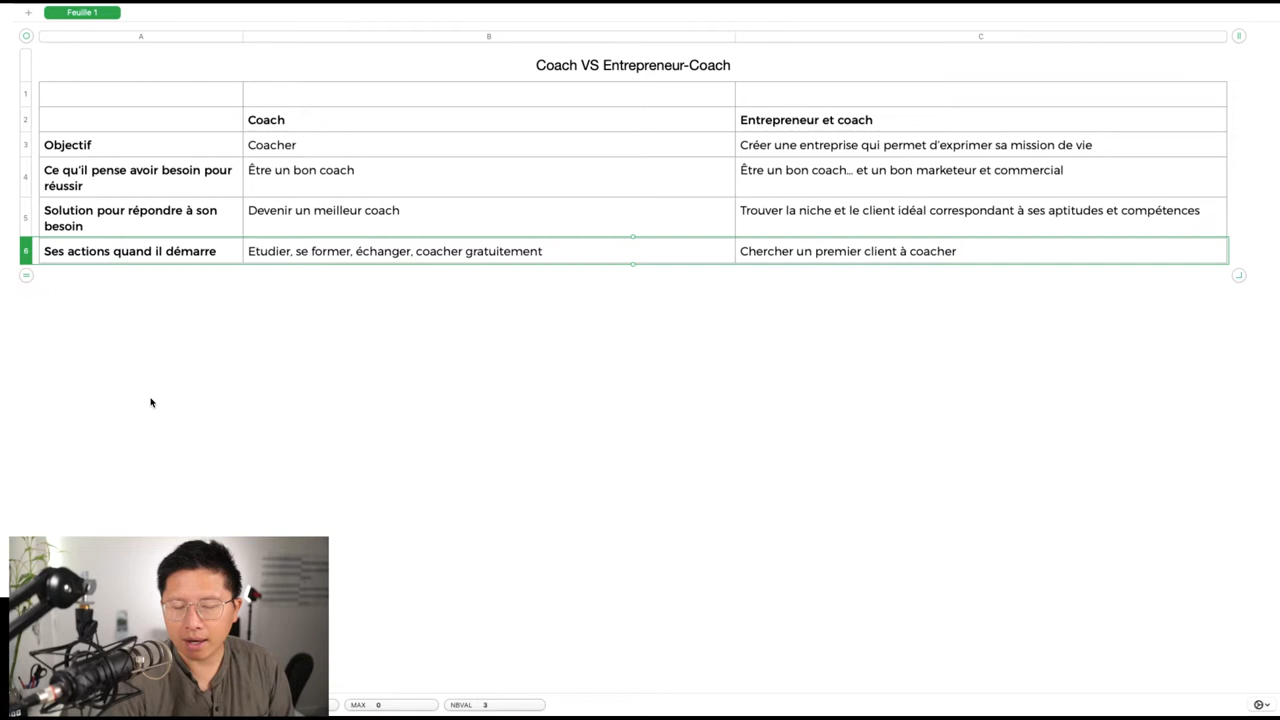 Feuille 1
A B C
Coach VS Entrepreneur-Coach
1
2 Coach Entrepreneur et coach
3 Objectif Coacher Créer une entreprise qui permet d'exprimer sa mission de vie
4 Ce qu'il pense avoir besoin pour Être un bon coach Être un bon coach... et un bon marketeur et commercial
réussir
5 Solution pour répondre à son Devenir un meilleur coach Trouver la niche et le client idéal correspondant à ses aptitudes et compétences
besoin
6 Ses actions quand il démarre Etudier, se former, échanger, coacher gratuitement Chercher un premier client à coacher
MAX 0 NBVAL 3